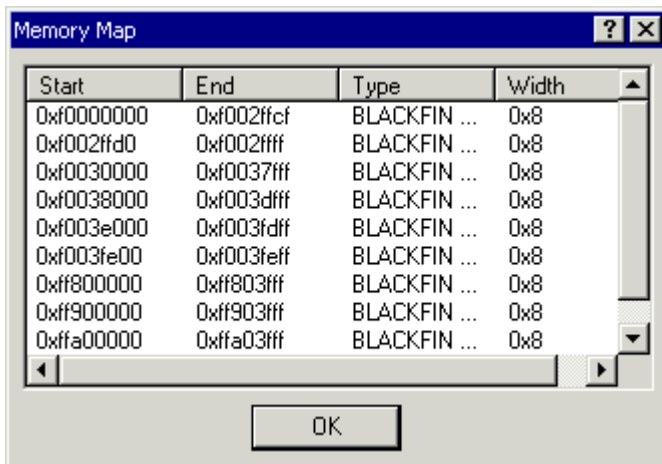 Memory Map
Start End Type Width
0xf0000000 0xf002ffcf BLACKFIN ... 0x8
0xf002ffd0 0xf002ffff BLACKFIN ... 0x8
0xf0030000 0xf0037fff BLACKFIN ... 0x8
0xf0038000 0xf003dfff BLACKFIN ... 0x8
0xf003e000 0xf003fdff BLACKFIN ... 0x8
0xf003fe00 0xf003feff BLACKFIN ... 0x8
0xff800000 0xff803fff BLACKFIN ... 0x8
0xff900000 0xff903fff BLACKFIN ... 0x8
0xffa00000 0xffa03fff BLACKFIN ... 0x8
OK